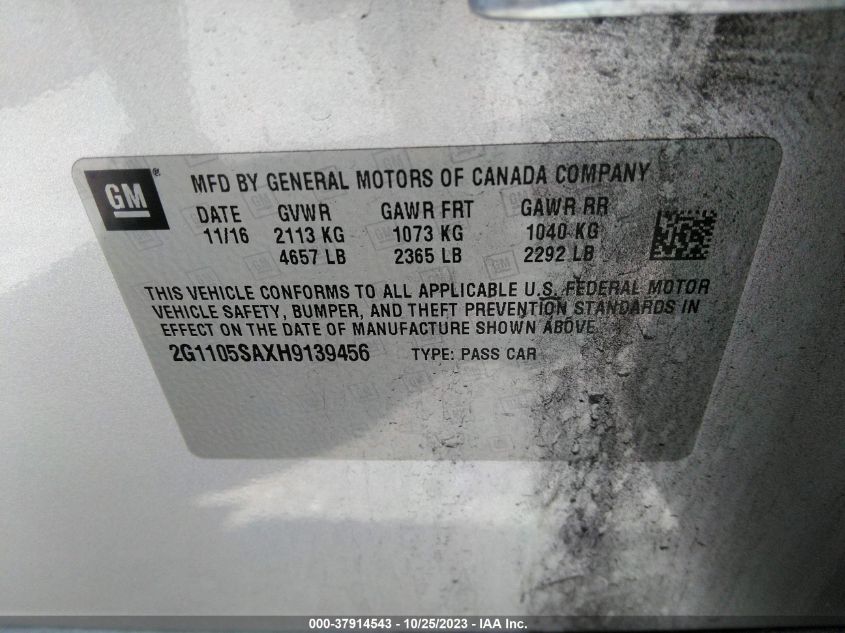 GM ®
MFD BY GENERAL MOTORS OF CANADA COMPANY
DATE GVWR GAWR FRT GAWR RR
11/16 2113 KG 1073 KG 1040 KG
4657 LB 2365 LB 2292 LB
THIS VEHICLE CONFORMS TO ALL APPLICABLE U.S. FEDERAL MOTOR
VEHICLE SAFETY, BUMPER, AND THEFT PREVENTION STANDARDS IN
EFFECT ON THE DATE OF MANUFACTURE SHOWN ABOVE.
2G1105SAXH9139456 TYPE: PASS CAR
000-37914543 - 10/25/2023 - IAA Inc.